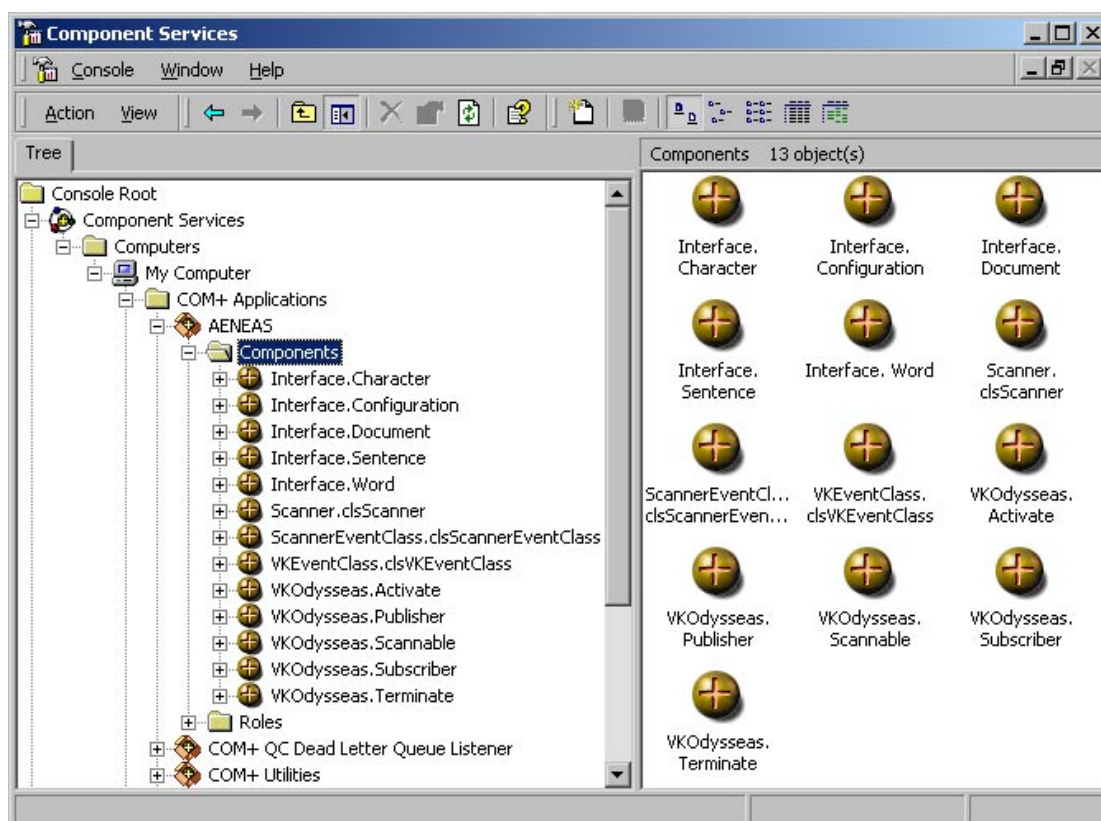 Component Services
Console Window Help
Action View
Tree
Components 13 object(s)
Console Root
Component Services
Computers
My Computer
COM+ Applications
AENEAS
Components
Interface.Character
Interface.Configuration
Interface.Document
Interface.Sentence
Interface.Word
Scanner.clsScanner
ScannerEventClass.clsScannerEventClass
VKEventClass.clsVKEventClass
VKOdysseas.Activate
VKOdysseas.Publisher
VKOdysseas.Scannable
VKOdysseas.Subscriber
VKOdysseas.Terminate
Roles
COM+ QC Dead Letter Queue Listener
COM+ Utilities
Interface.
Character
Interface.
Configuration
Interface.
Document
Interface.
Sentence
Interface. Word
Scanner.
clsScanner
ScannerEventCl...
clsScannerEven...
VKEventClass.
clsVKEventClass
VKOdysseas.
Activate
VKOdysseas.
Publisher
VKOdysseas.
Scannable
VKOdysseas.
Subscriber
VKOdysseas.
Terminate